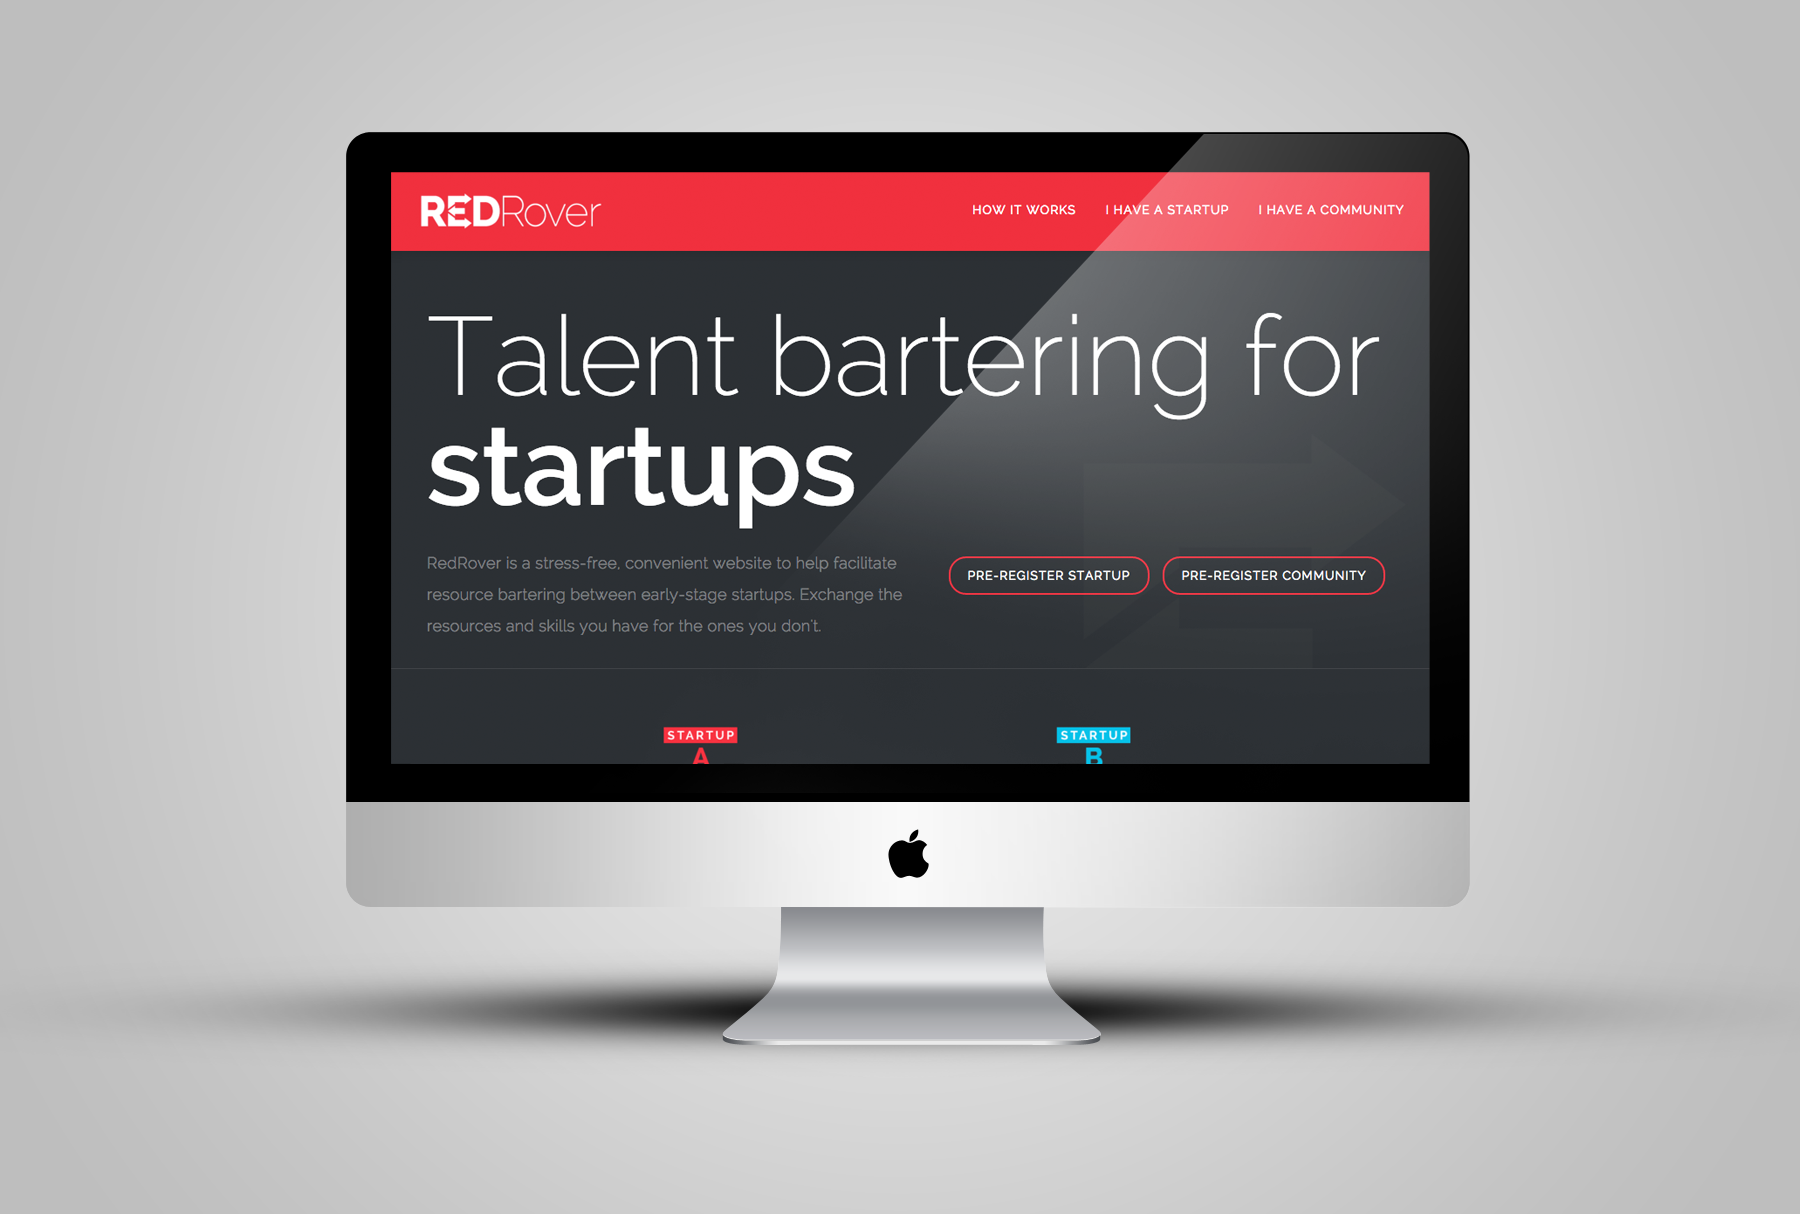 REDRover
HOW IT WORKS
I HAVE A STARTUP
I HAVE A COMMUNITY
Talent bartering for
startups
RedRover is a stress-free, convenient website to help facilitate
resource bartering between early-stage startups. Exchange the
resources and skills you have for the ones you don't.
PRE-REGISTER STARTUP
PRE-REGISTER COMMUNITY
STARTUP
A
STARTUP
B